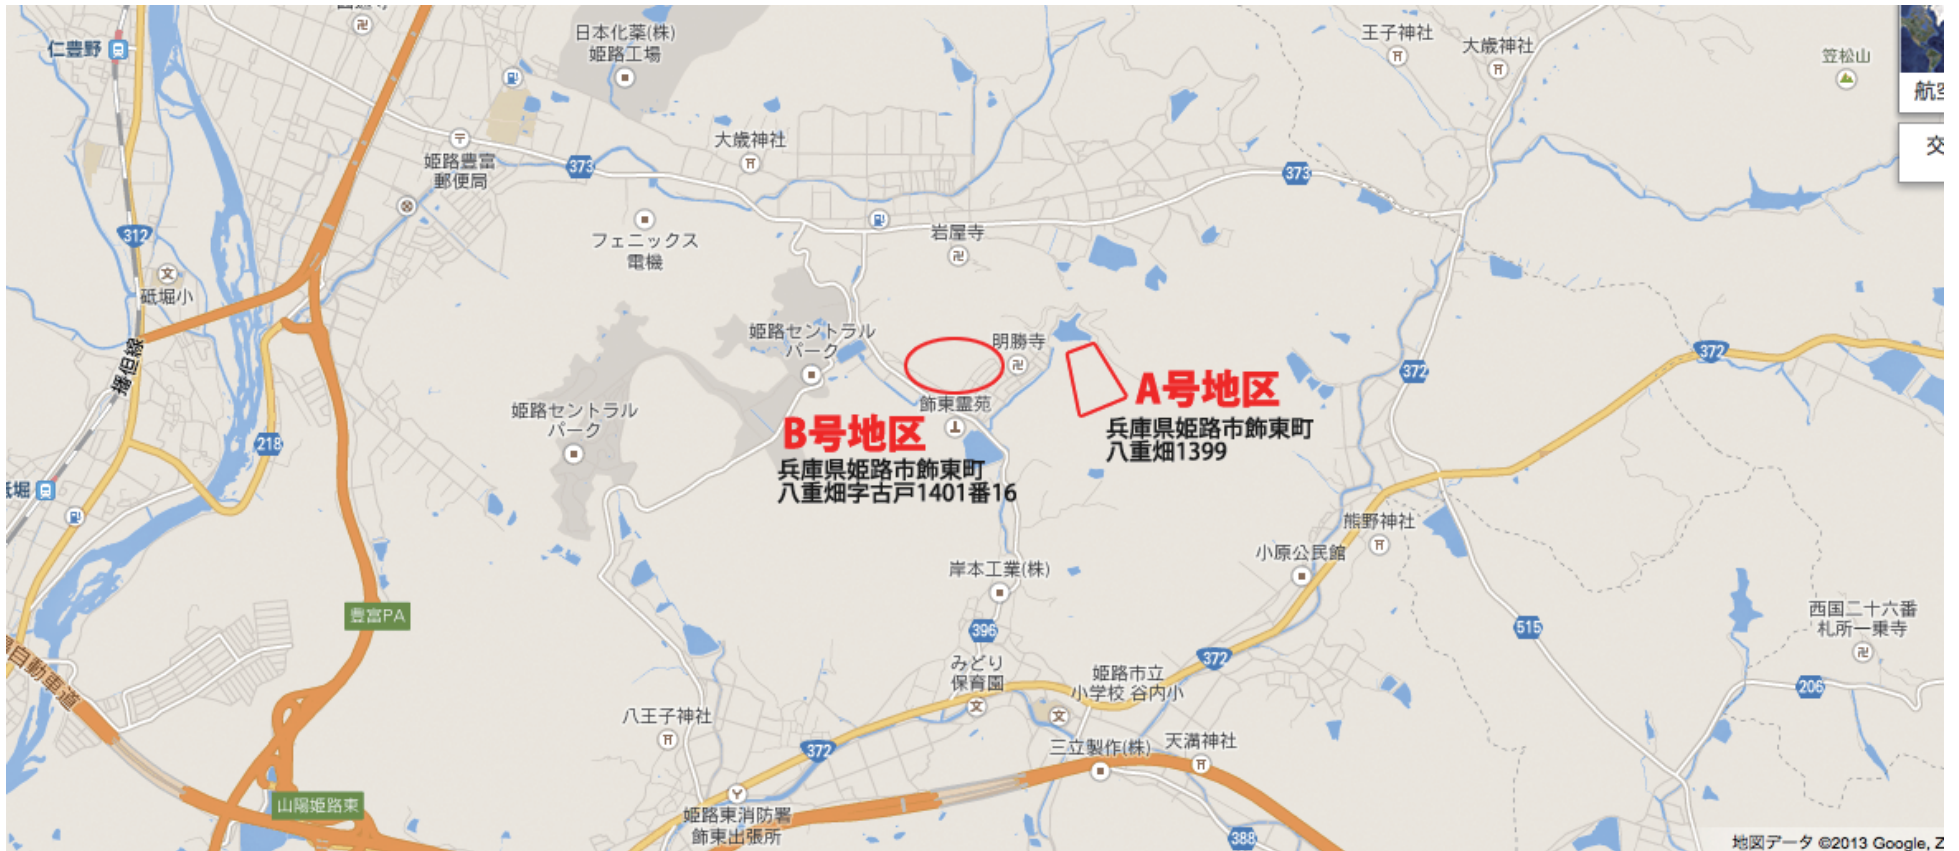 仁豊野
日本化薬(株)
姫路工場
王子神社
大歳神社
笠松山
航空
交
大歳神社
姫路豊富
郵便局
373
373
312
砥堀小
フェニックス
電機
岩屋寺
播但線
姫路セントラル
パーク
明勝寺
372
372
A号地区
兵庫県姫路市飾東町
八重畑1399
姫路セントラル
パーク
飾東霊苑
B号地区
兵庫県姫路市飾東町
八重畑字古戸1401番16
218
砥堀
熊野神社
小原公民館
岸本工業(株)
豊富PA
396
515
西国二十六番
札所一乗寺
自動車道
みどり
保育園
372
姫路市立
小学校 谷内小
206
八王子神社
372
三立製作(株)
天満神社
山陽姫路東
姫路東消防署
飾東出張所
388
地図データ ©2013 Google, Z